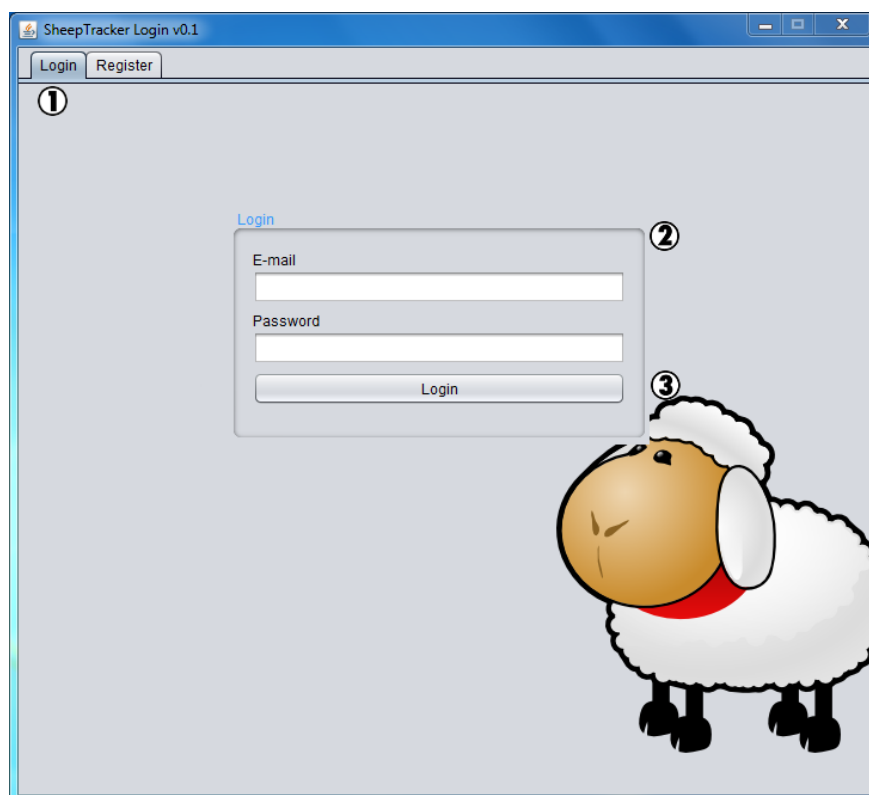 SheepTracker Login v0.1
Login Register
①
Login
②
E-mail
Password
Login
③